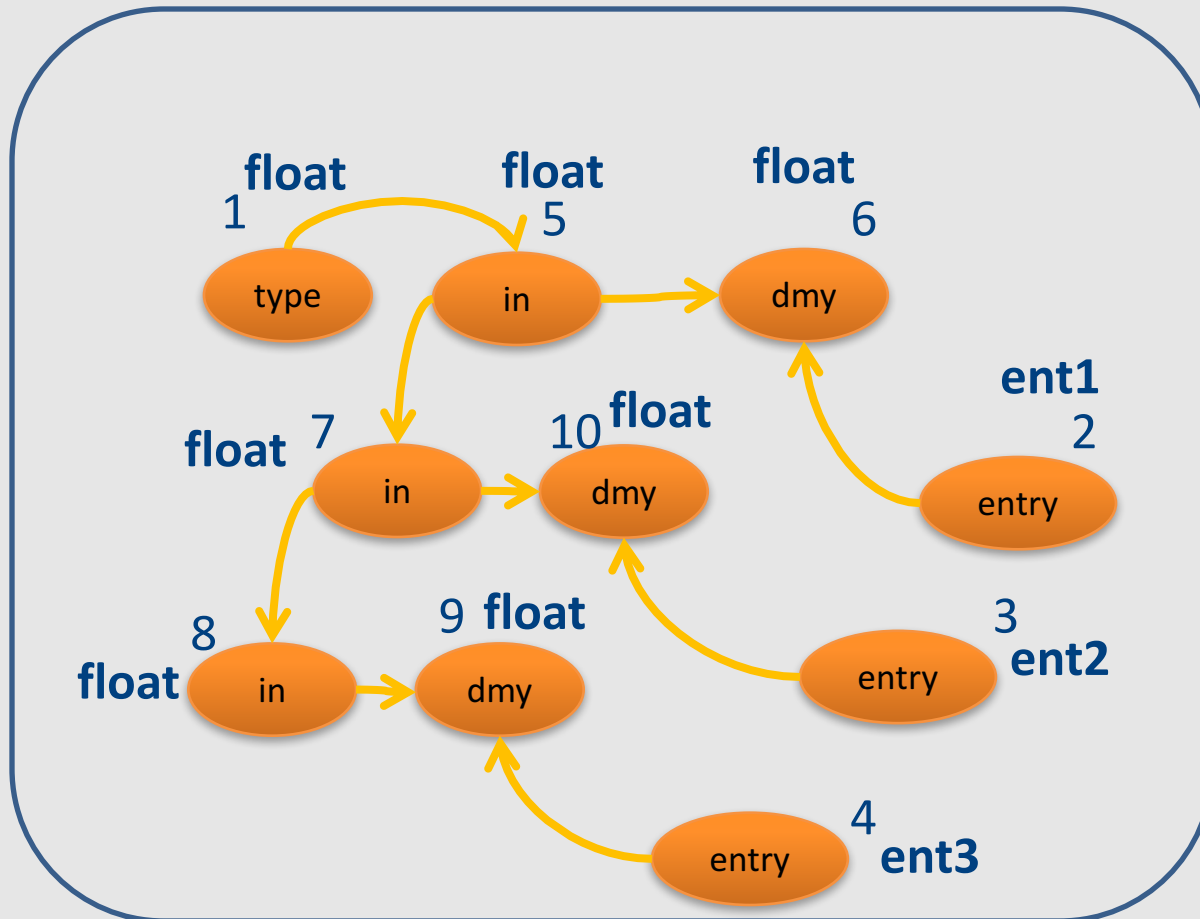 float
float
float
1
5
6
type
in
dmy
ent1
2
float
7
10
float
in
dmy
entry
8
9
float
3
ent2
float
in
dmy
entry
4
entry
ent3